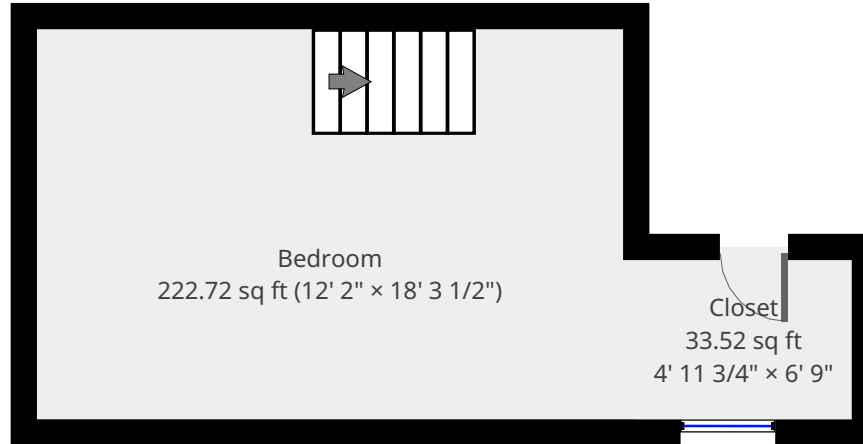 Bedroom
222.72 sq ft (12' 2" × 18' 3 1/2")
Closet
33.52 sq ft
4' 11 3/4" × 6' 9"